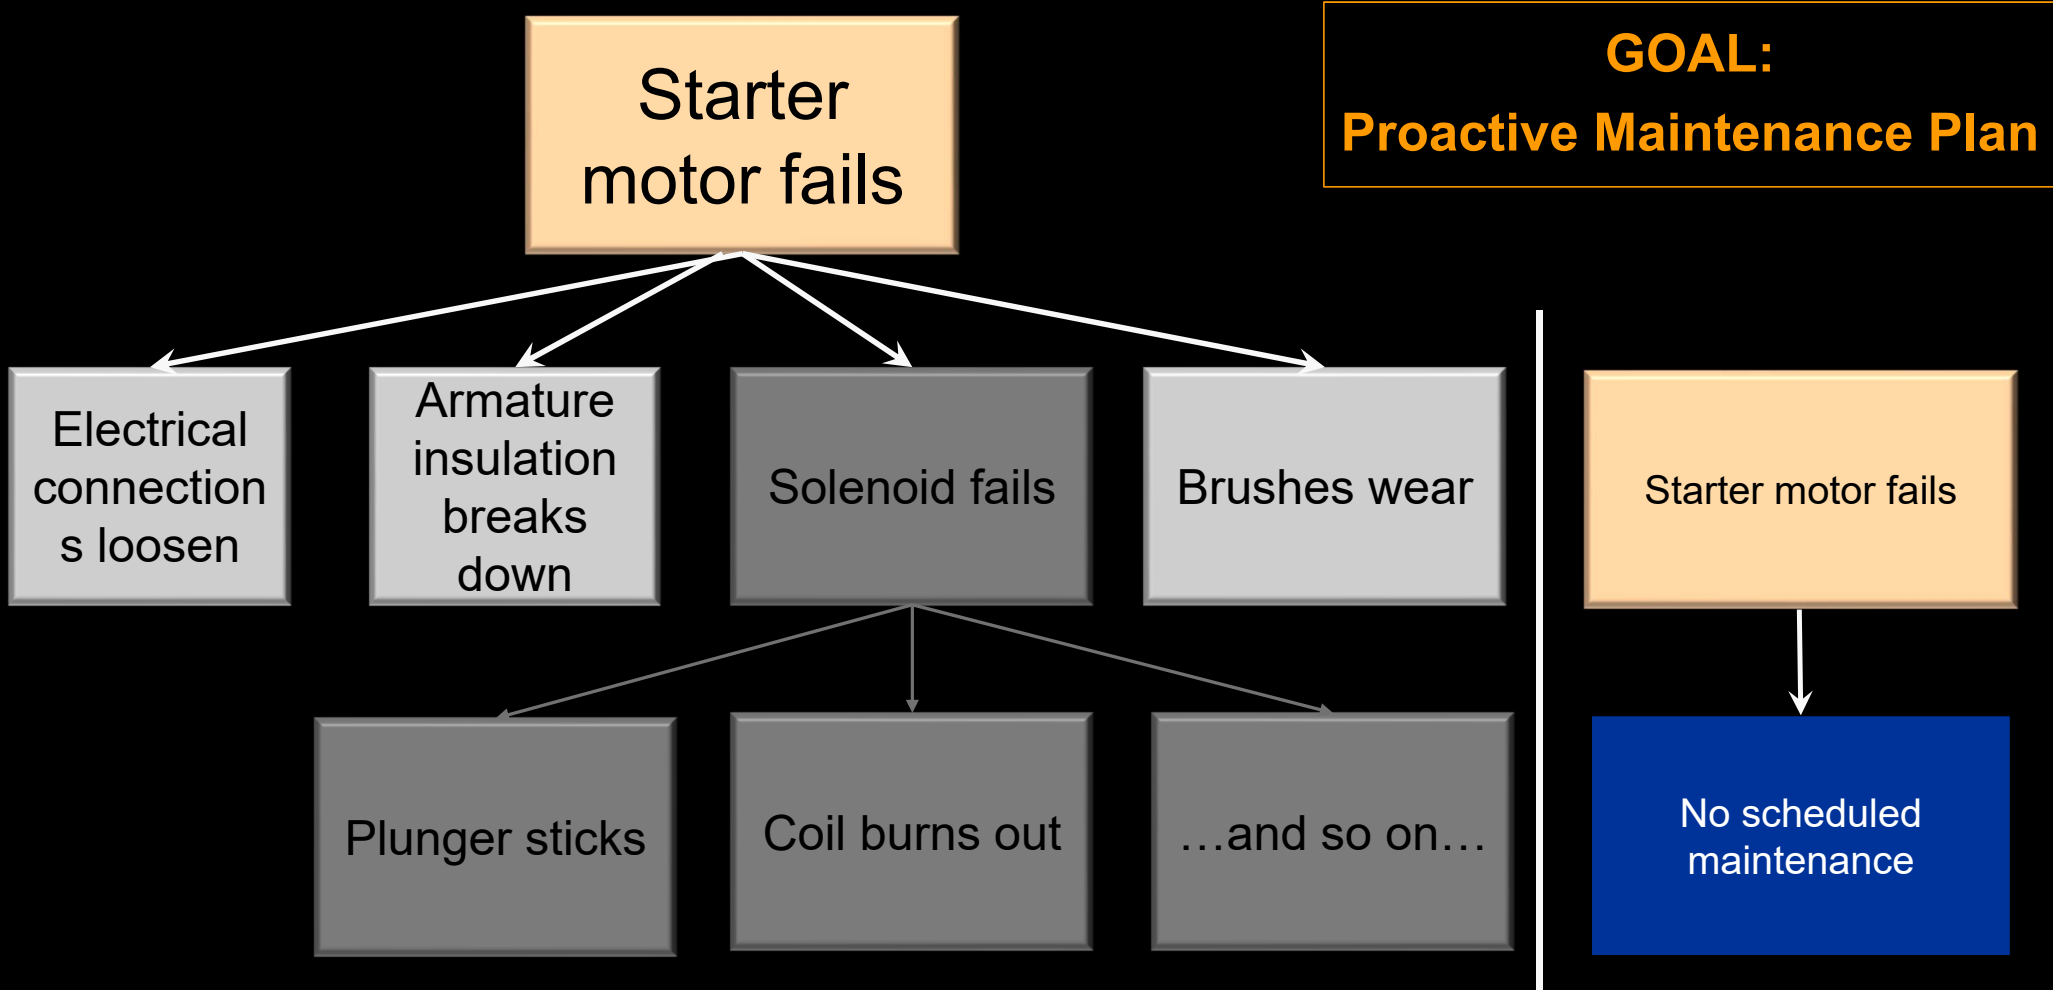 Starter
motor fails
GOAL:
Proactive Maintenance Plan
Electrical
connection
s loosen
Armature
insulation
breaks
down
Solenoid fails
Brushes wear
Starter motor fails
Plunger sticks
Coil burns out
…and so on…
No scheduled
maintenance